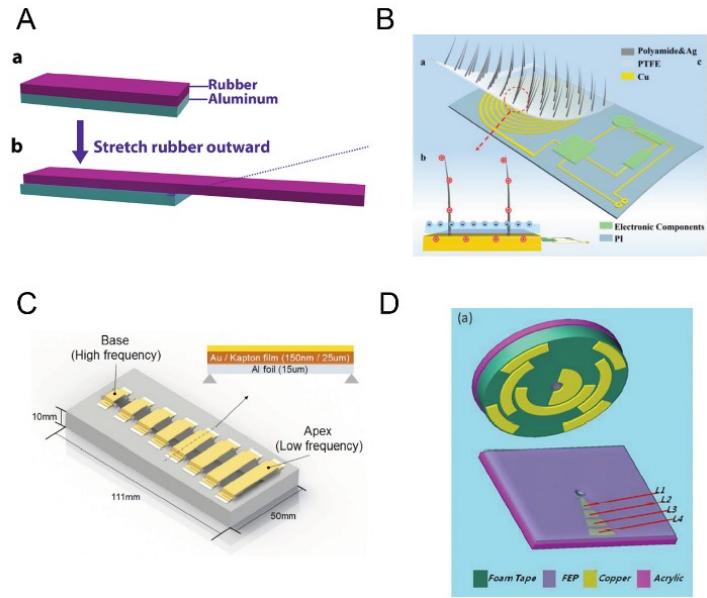 A
a
Rubber
Aluminum
b
Stretch rubber outward
B
Polyamide&Ag
a
PTFE
c
Cu
b
Electronic Components
PI
C
Base
(High frequency)
Au / Kapton film (150nm / 25um)
Al foil (15um)
10mm
Apex
(Low frequency)
111mm
50mm
D
(a)
L1
L2
L3
L4
Foam Tape
FEP
Copper
Acrylic